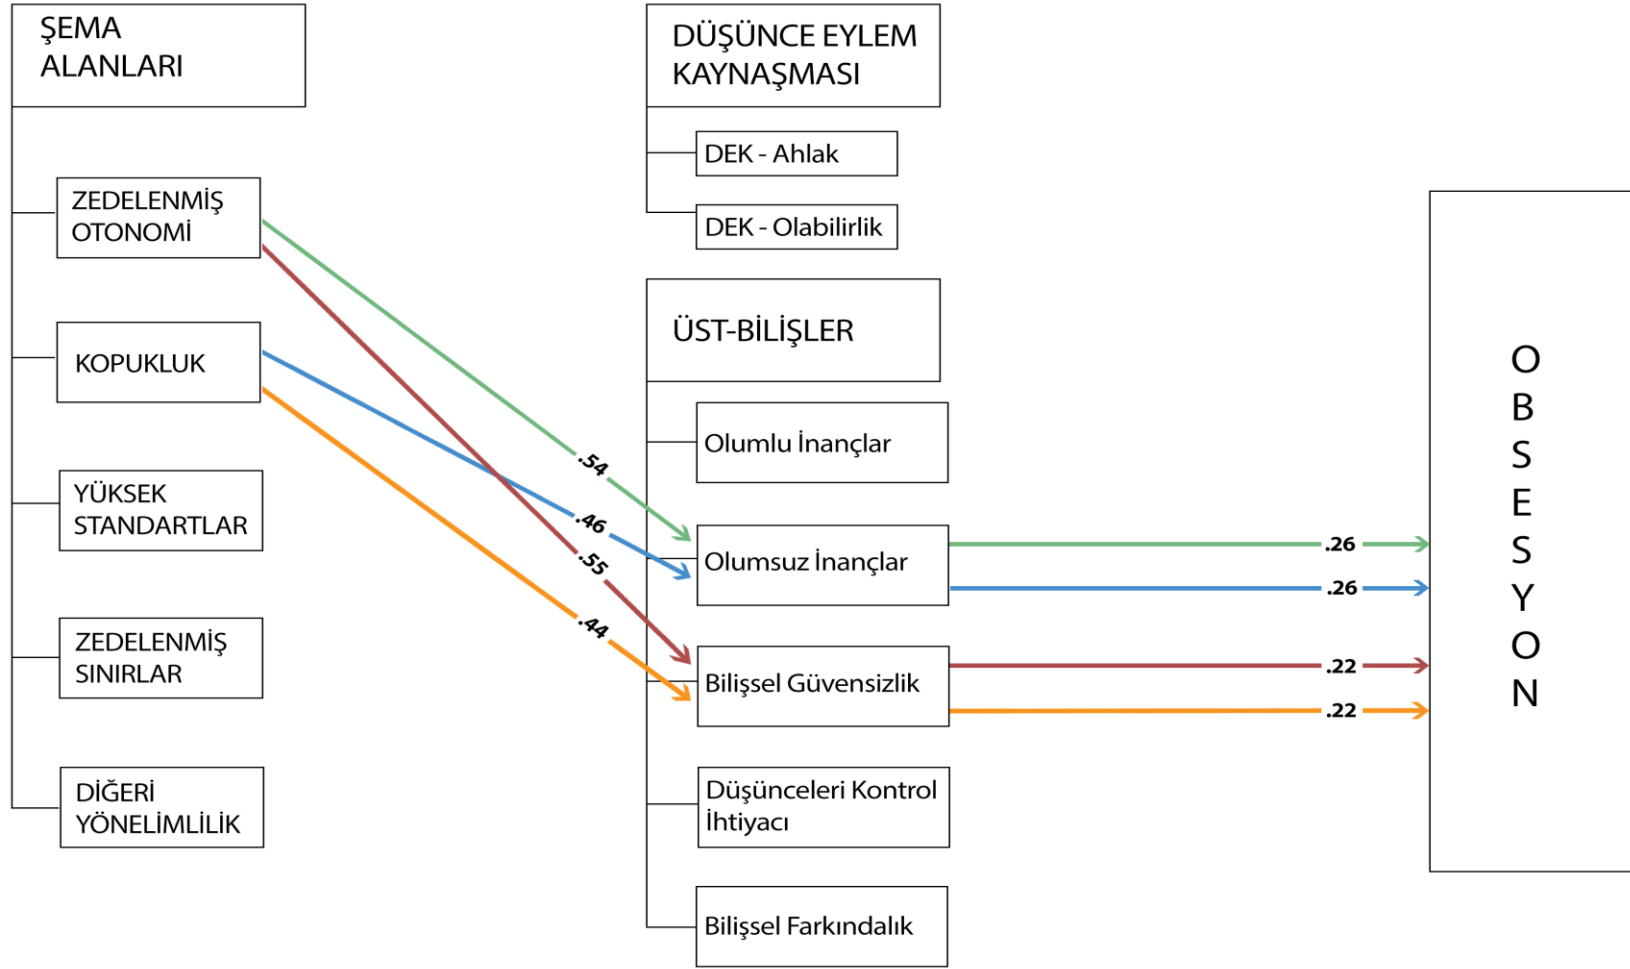 ŞEMA
ALANLARI
ZEDELENMİŞ
OTONOMİ
KOPUKLUK
YÜKSEK
STANDARTLAR
ZEDELENMİŞ
SINIRLAR
DİĞERİ
YÖNELİMLİLİK
DÜŞÜNCE EYLEM
KAYNAŞMASI
DEK - Ahlak
DEK - Olabilirlik
ÜST-BİLİŞLER
Olumlu İnançlar
Olumsuz İnançlar
Bilişsel Güvensizlik
Düşünceleri Kontrol
İhtiyacı
Bilişsel Farkındalık
.54
.46
.55
.44
.26
.26
.22
.22
O
B
S
E
S
Y
O
N